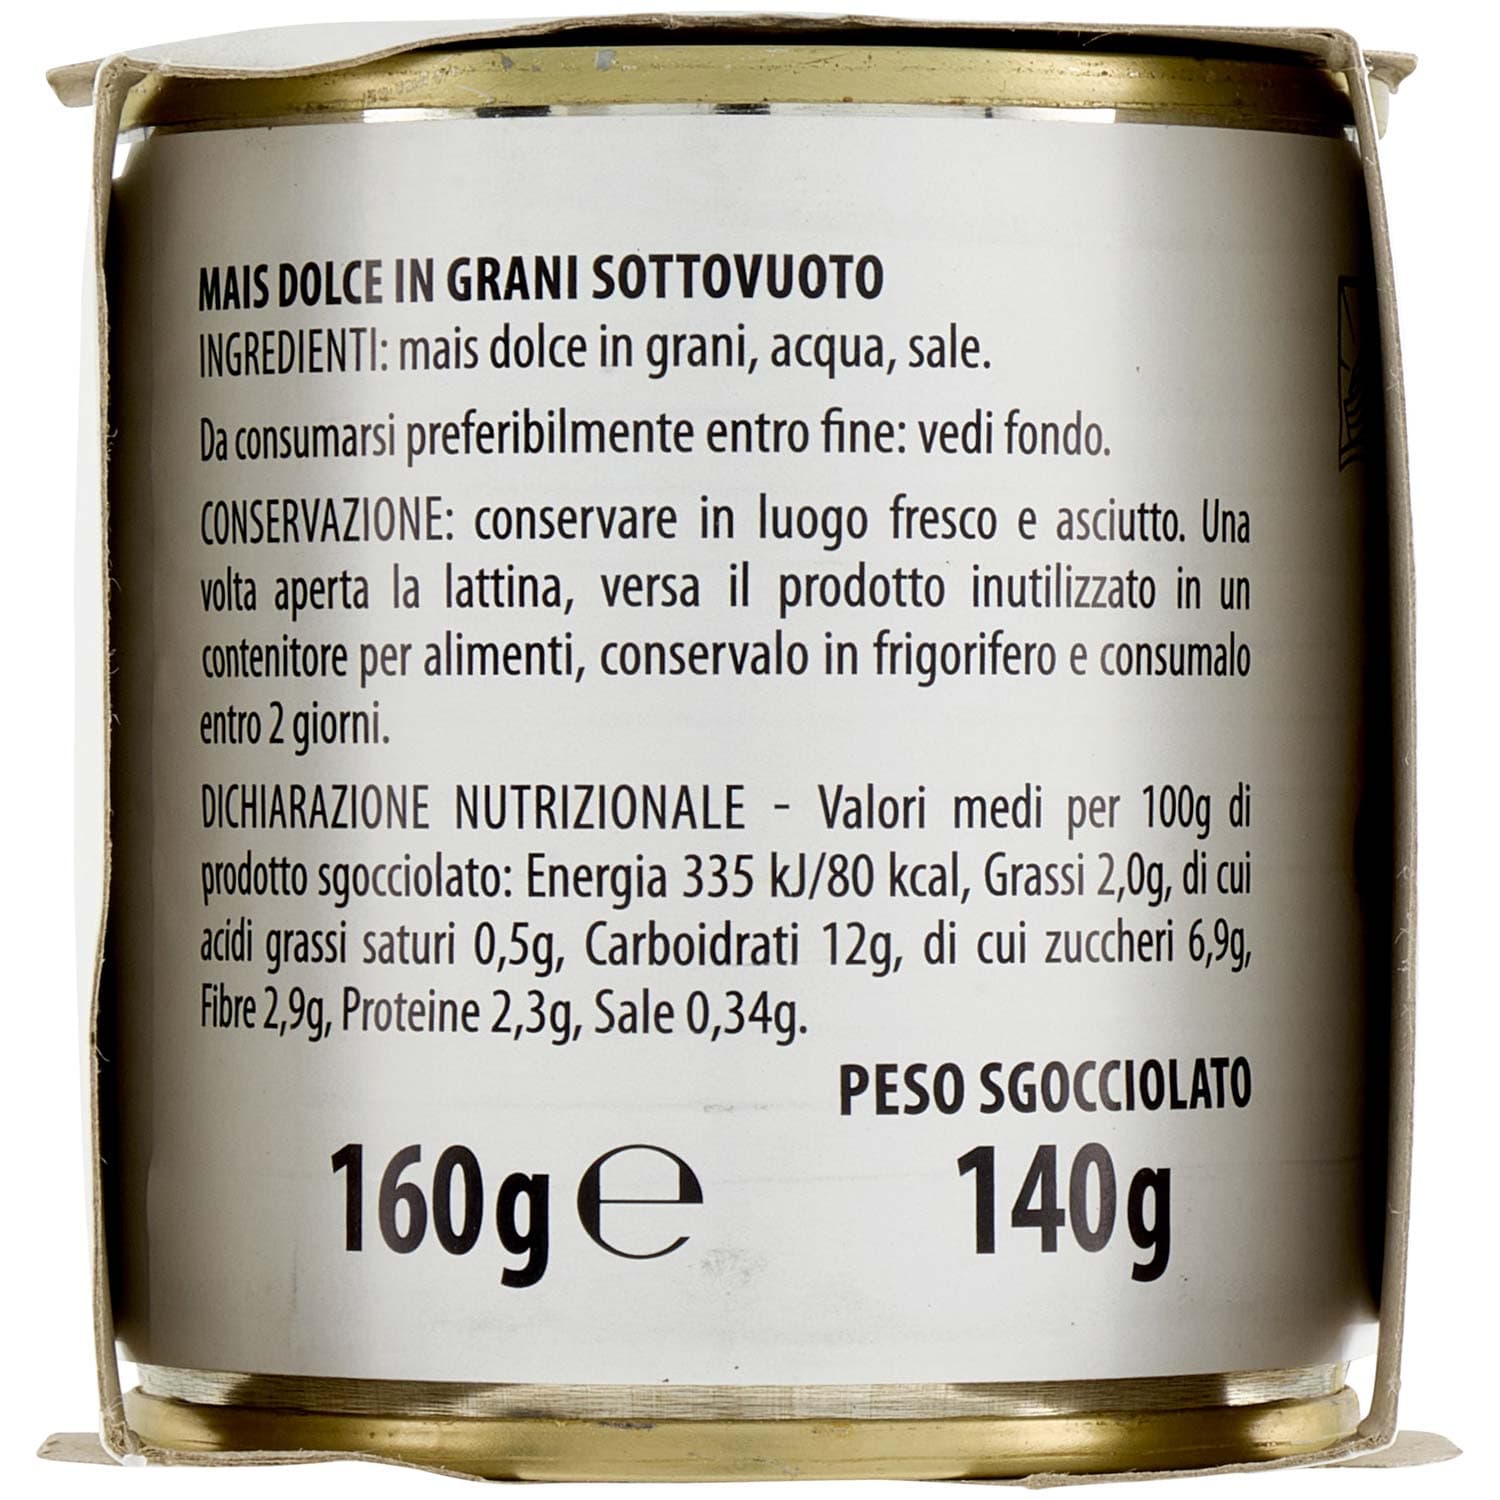 MAIS DOLCE IN GRANI SOTTOVUOTO
INGREDIENTI: mais dolce in grani, acqua, sale.
Da consumarsi preferibilmente entro fine: vedi fondo.
CONSERVAZIONE: conservare in luogo fresco e asciutto. Una
volta aperta la lattina, versa il prodotto inutilizzato in un
contenitore per alimenti, conservalo in frigorifero e consumalo
entro 2 giorni.
DICHIARAZIONE NUTRIZIONALE - Valori medi per 100g di
prodotto sgocciolato: Energia 335 kJ/80 kcal, Grassi 2,0g, di cui
acidi grassi saturi 0,5g, Carboidrati 12g, di cui zuccheri 6,9g,
Fibre 2,9g, Proteine 2,3g, Sale 0,34g.
PESO SGOCCIOLATO
160g ℮ 140g